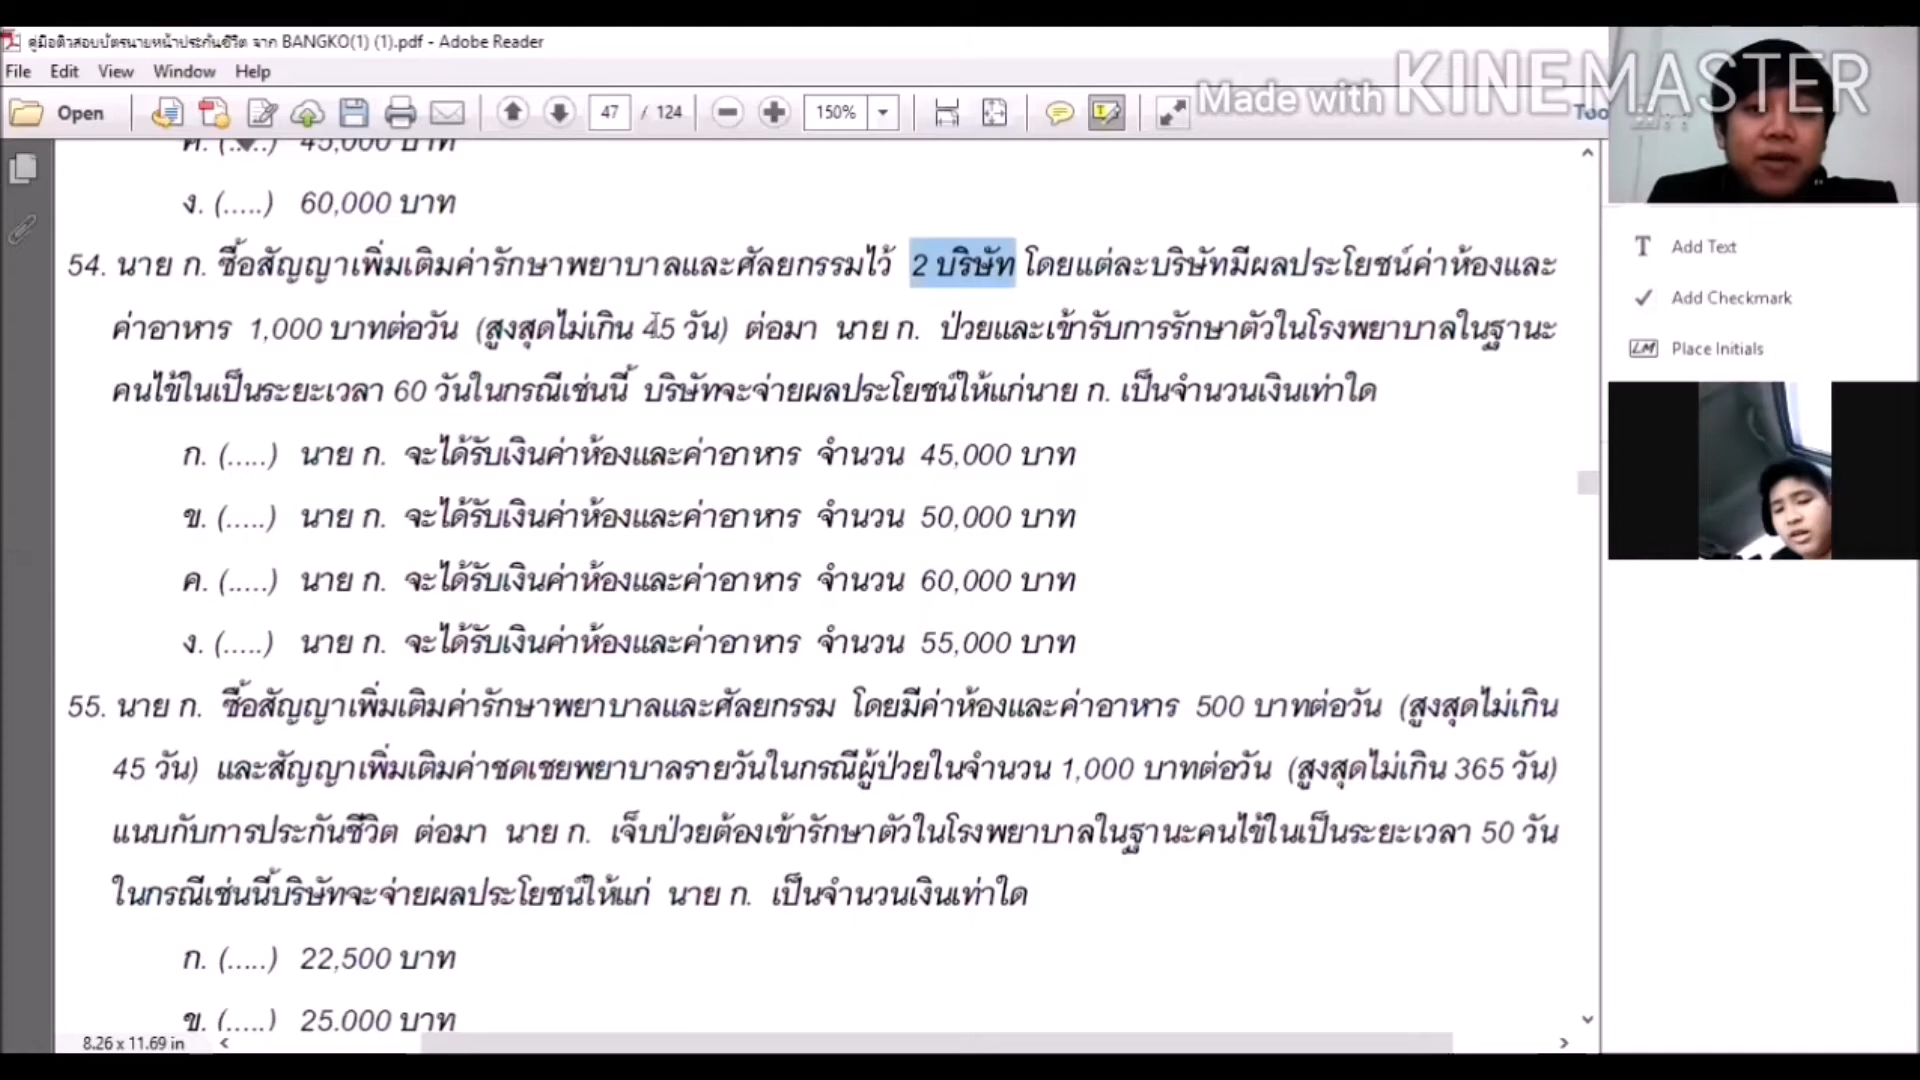 คู่มือติวสอบบัตรนายหน้าประกันชีวิต จาก BANGKO(1) (1).pdf - Adobe Reader
File Edit View Window Help
Made with KINEMASTER
Open 47 / 124 150% Too
ค. (.....) 45,000 บาท
ง. (.....) 60,000 บาท
54. นาย ก. ซื้อสัญญาเพิ่มเติมค่ารักษาพยาบาลและศัลยกรรมไว้ 2 บริษัท โดยแต่ละบริษัทมีผลประโยชน์ค่าห้องและ
ค่าอาหาร 1,000 บาทต่อวัน (สูงสุดไม่เกิน 45 วัน) ต่อมา นาย ก. ป่วยและเข้ารับการรักษาตัวในโรงพยาบาลในฐานะ
คนไข้ในเป็นระยะเวลา 60 วันในกรณีเช่นนี้ บริษัทจะจ่ายผลประโยชน์ให้แก่นาย ก. เป็นจำนวนเงินเท่าใด
ก. (.....) นาย ก. จะได้รับเงินค่าห้องและค่าอาหาร จำนวน 45,000 บาท
ข. (.....) นาย ก. จะได้รับเงินค่าห้องและค่าอาหาร จำนวน 50,000 บาท
ค. (.....) นาย ก. จะได้รับเงินค่าห้องและค่าอาหาร จำนวน 60,000 บาท
ง. (.....) นาย ก. จะได้รับเงินค่าห้องและค่าอาหาร จำนวน 55,000 บาท
55. นาย ก. ซื้อสัญญาเพิ่มเติมค่ารักษาพยาบาลและศัลยกรรม โดยมีค่าห้องและค่าอาหาร 500 บาทต่อวัน (สูงสุดไม่เกิน
45 วัน) และสัญญาเพิ่มเติมค่าชดเชยพยาบาลรายวันในกรณีผู้ป่วยในจำนวน 1,000 บาทต่อวัน (สูงสุดไม่เกิน 365 วัน)
แนบกับการประกันชีวิต ต่อมา นาย ก. เจ็บป่วยต้องเข้ารักษาตัวในโรงพยาบาลในฐานะคนไข้ในเป็นระยะเวลา 50 วัน
ในกรณีเช่นนี้บริษัทจะจ่ายผลประโยชน์ให้แก่ นาย ก. เป็นจำนวนเงินเท่าใด
ก. (.....) 22,500 บาท
ข. (.....) 25.000 บาท
8.26 x 11.69 in
Add Text
Add Checkmark
Place Initials